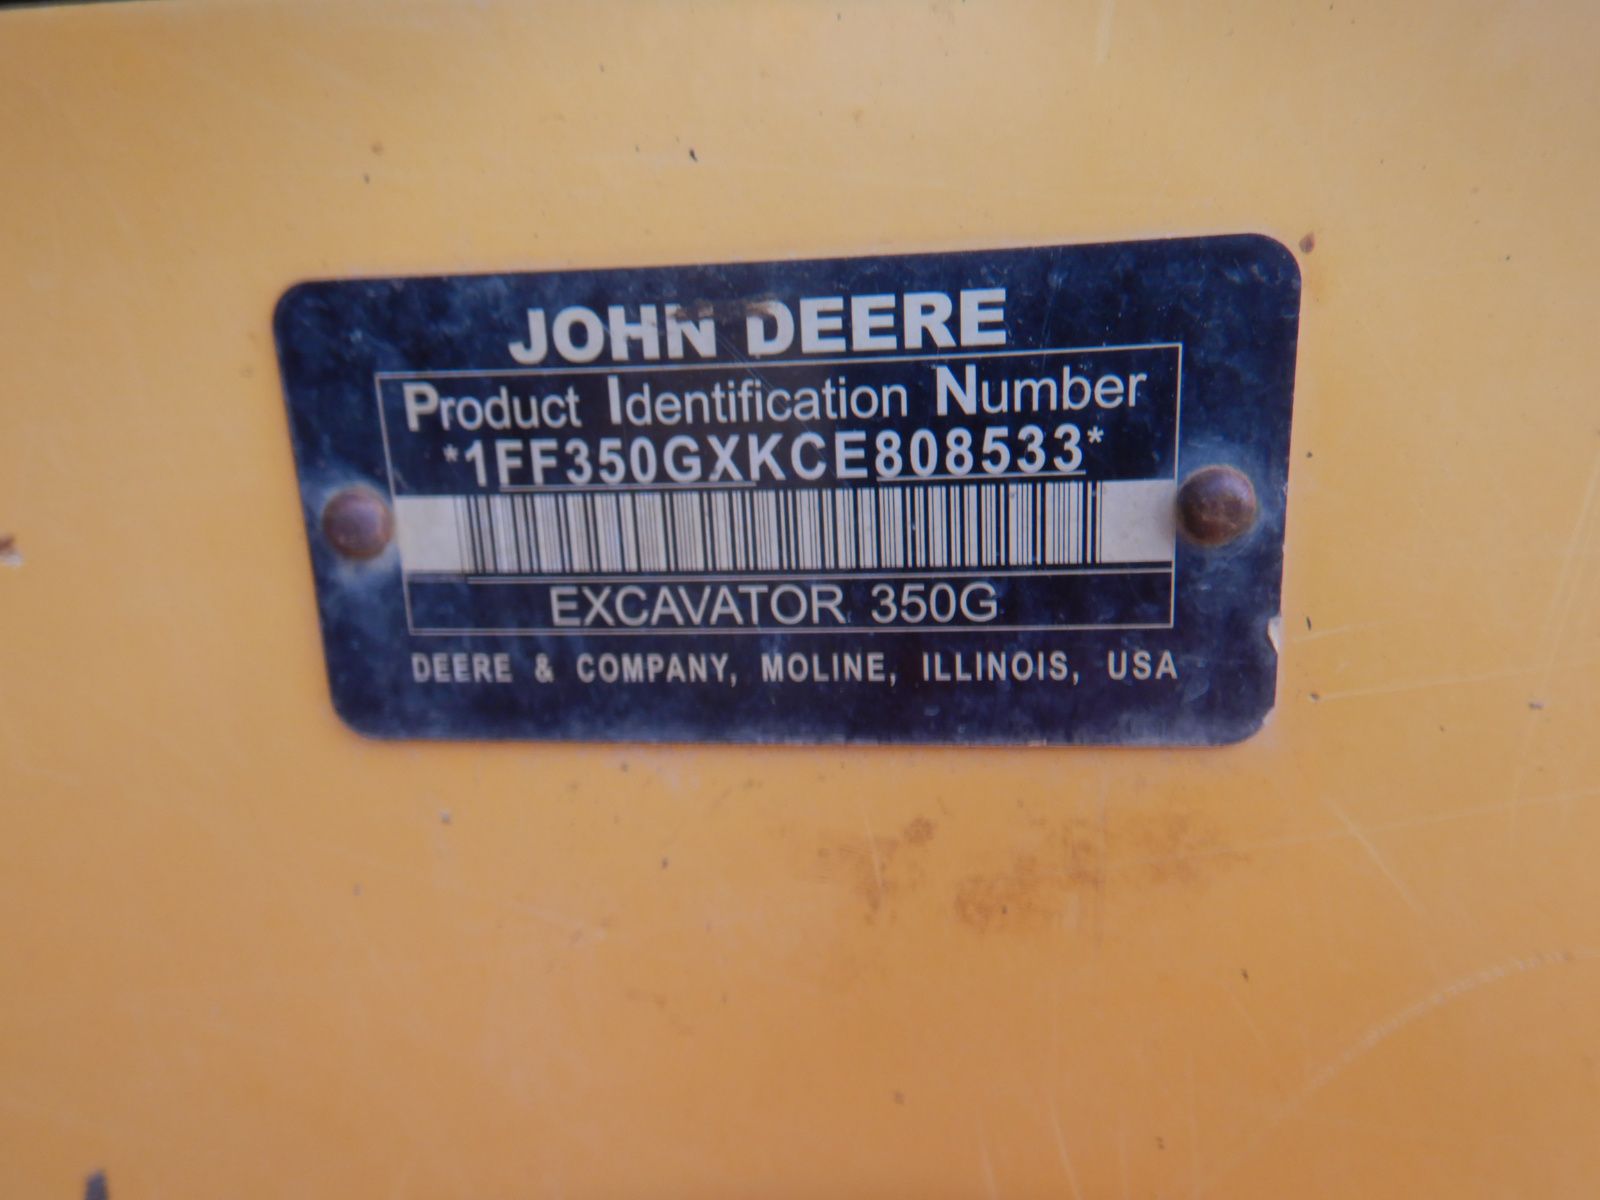 JOHN DEERE
Product Identification Number
*1FF350GXKCE808533*
EXCAVATOR 350G
DEERE & COMPANY, MOLINE, ILLINOIS, USA